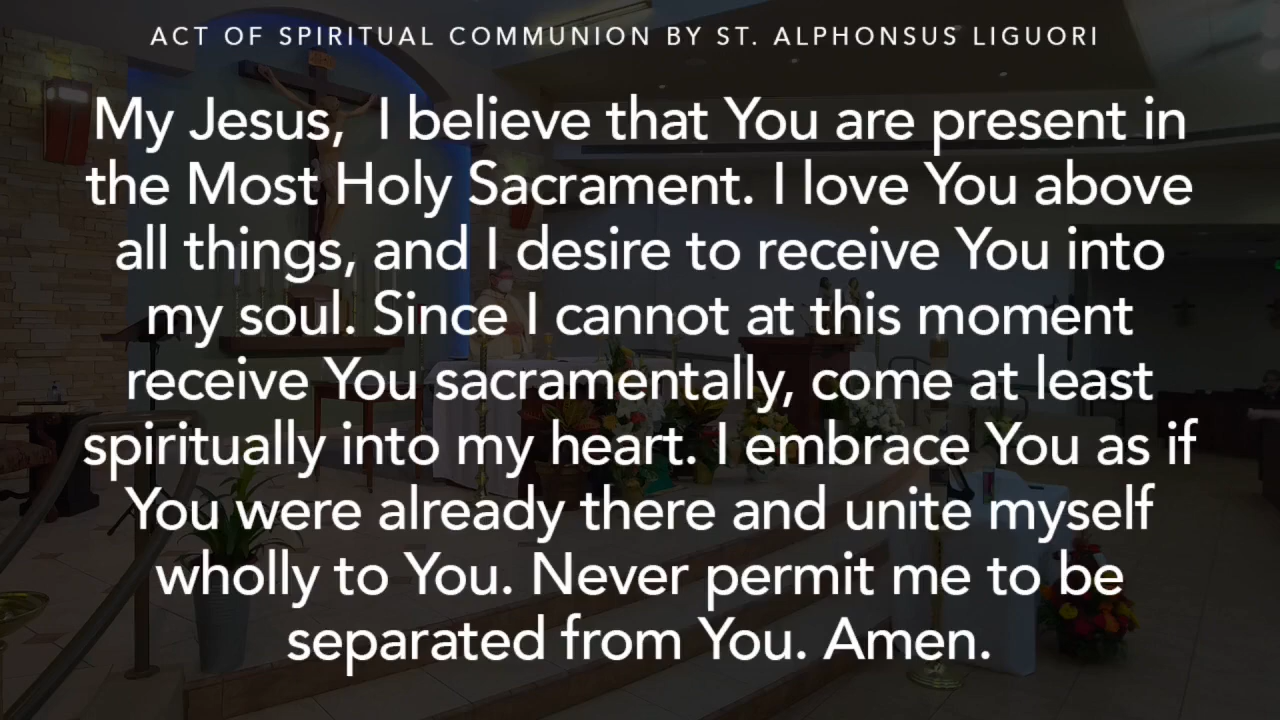 ACT OF SPIRITUAL COMMUNION BY ST. ALPHONSUS LIGUORI
My Jesus,  I believe that You are present in
the Most Holy Sacrament. I love You above
all things, and I desire to receive You into
my soul. Since I cannot at this moment
receive You sacramentally, come at least
spiritually into my heart. I embrace You as if
You were already there and unite myself
wholly to You. Never permit me to be
separated from You. Amen.